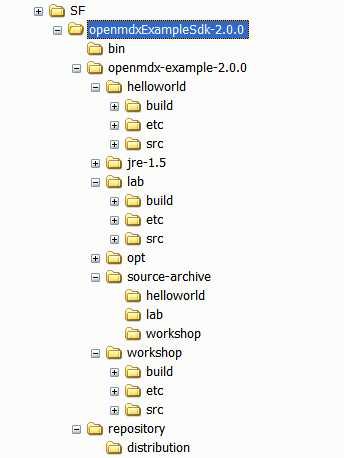 SF
openmdxExampleSdk-2.0.0
bin
openmdx-example-2.0.0
helloworld
build
etc
src
jre-1.5
lab
build
etc
src
opt
source-archive
helloworld
lab
workshop
workshop
build
etc
src
repository
distribution